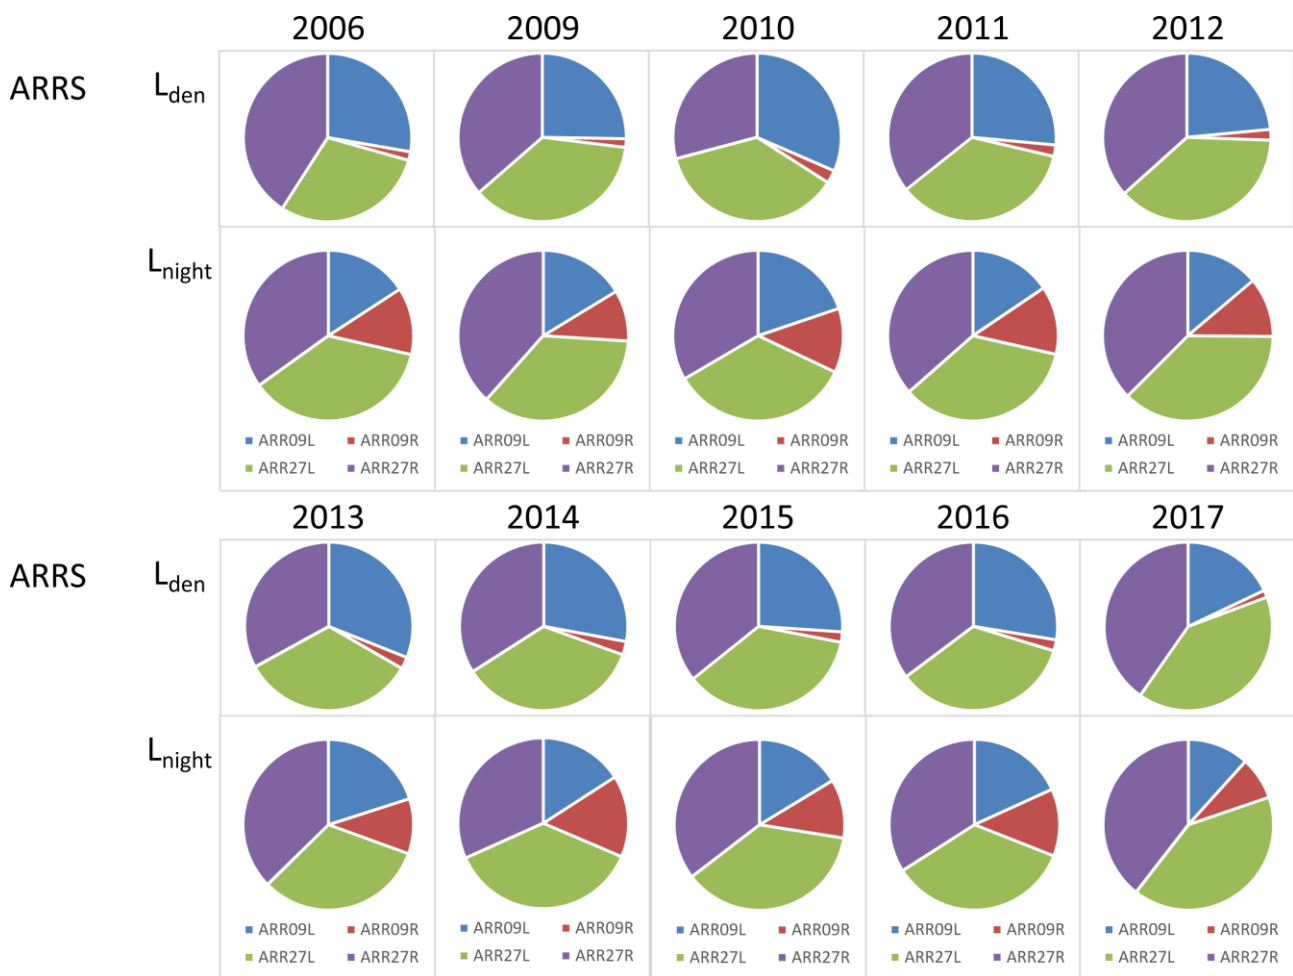 2006 2009 2010 2011 2012
ARRS Lden
Lnight
ARR09L ARR09R ARR09L ARR09R ARR09L ARR09R ARR09L ARR09R ARR09L ARR09R
ARR27L ARR27R ARR27L ARR27R ARR27L ARR27R ARR27L ARR27R ARR27L ARR27R
2013 2014 2015 2016 2017
ARRS Lden
Lnight
ARR09L ARR09R ARR09L ARR09R ARR09L ARR09R ARR09L ARR09R ARR09L ARR09R
ARR27L ARR27R ARR27L ARR27R ARR27L ARR27R ARR27L ARR27R ARR27L ARR27R